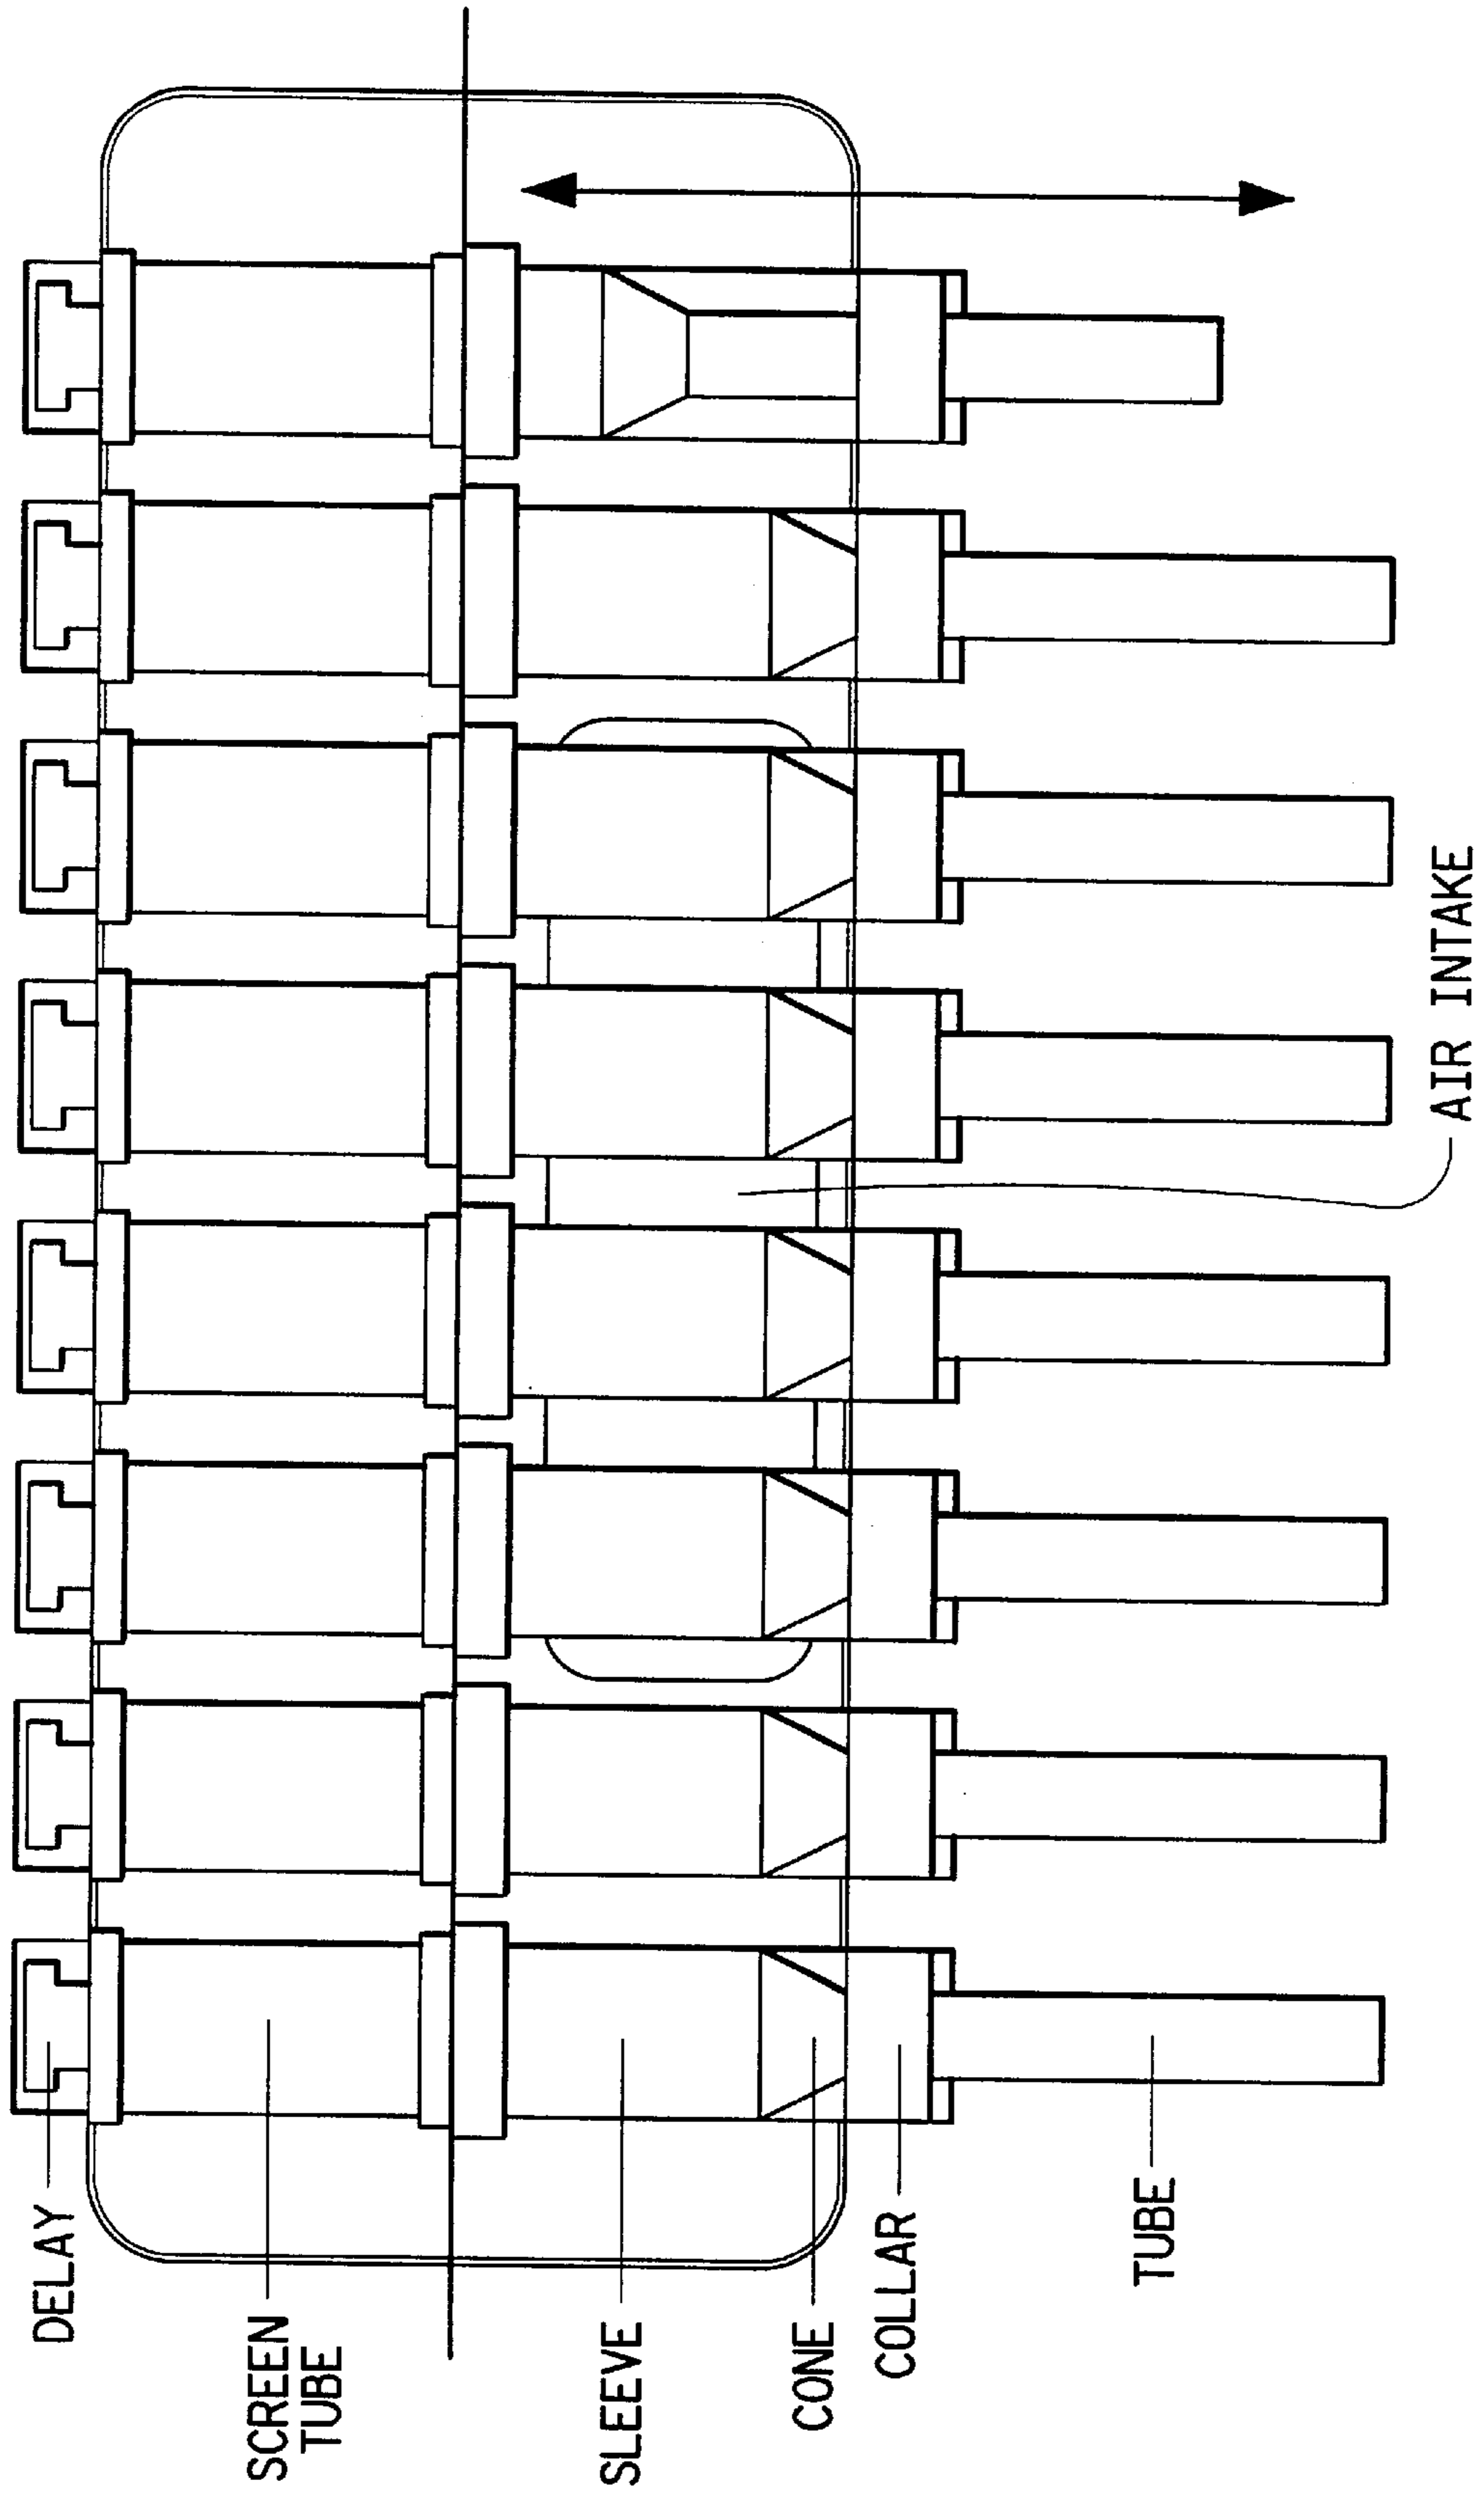 DELAY
SCREEN
TUBE
SLEEVE
CONE
COLLAR
TUBE
AIR INTAKE